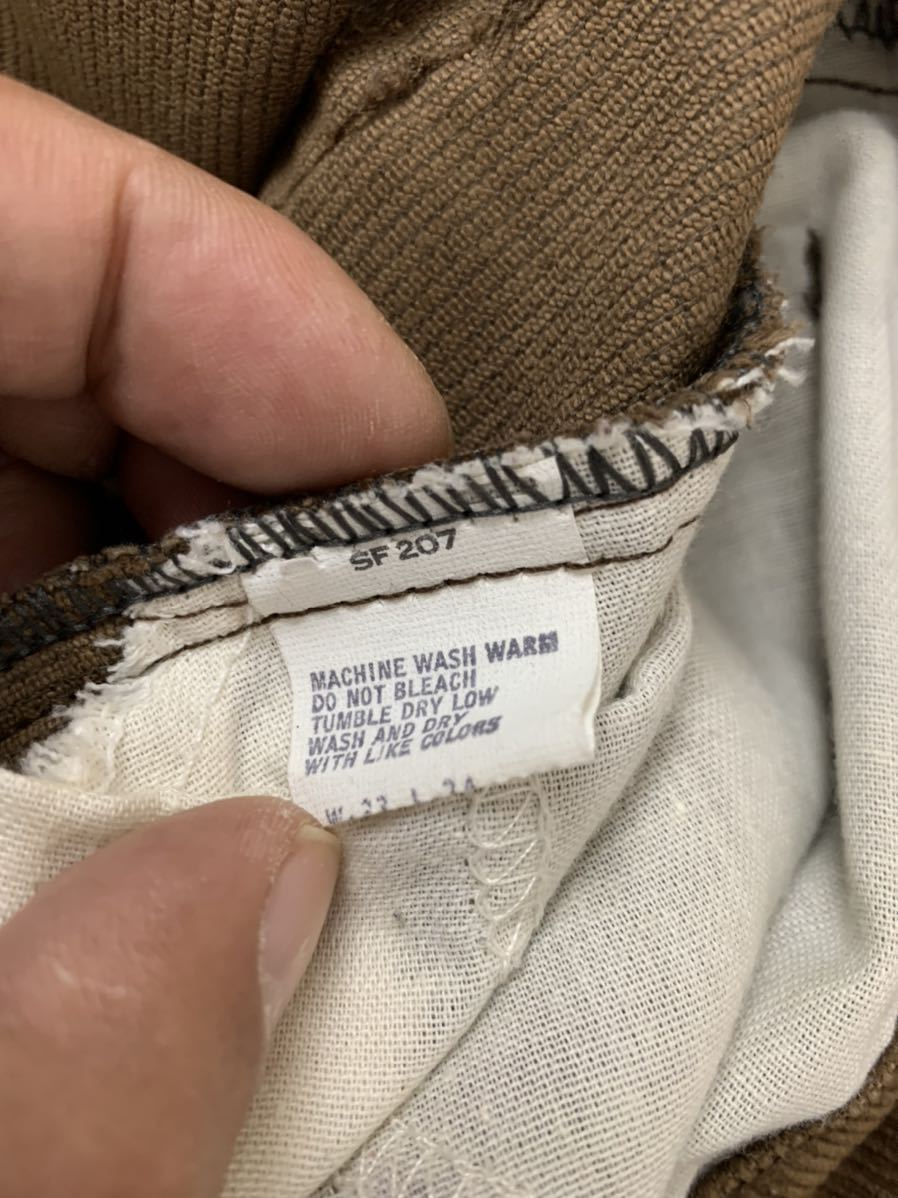 SF 207
MACHINE WASH WARM
DO NOT BLEACH
TUMBLE DRY LOW
WASH AND DRY
WITH LIKE COLORS
W. L